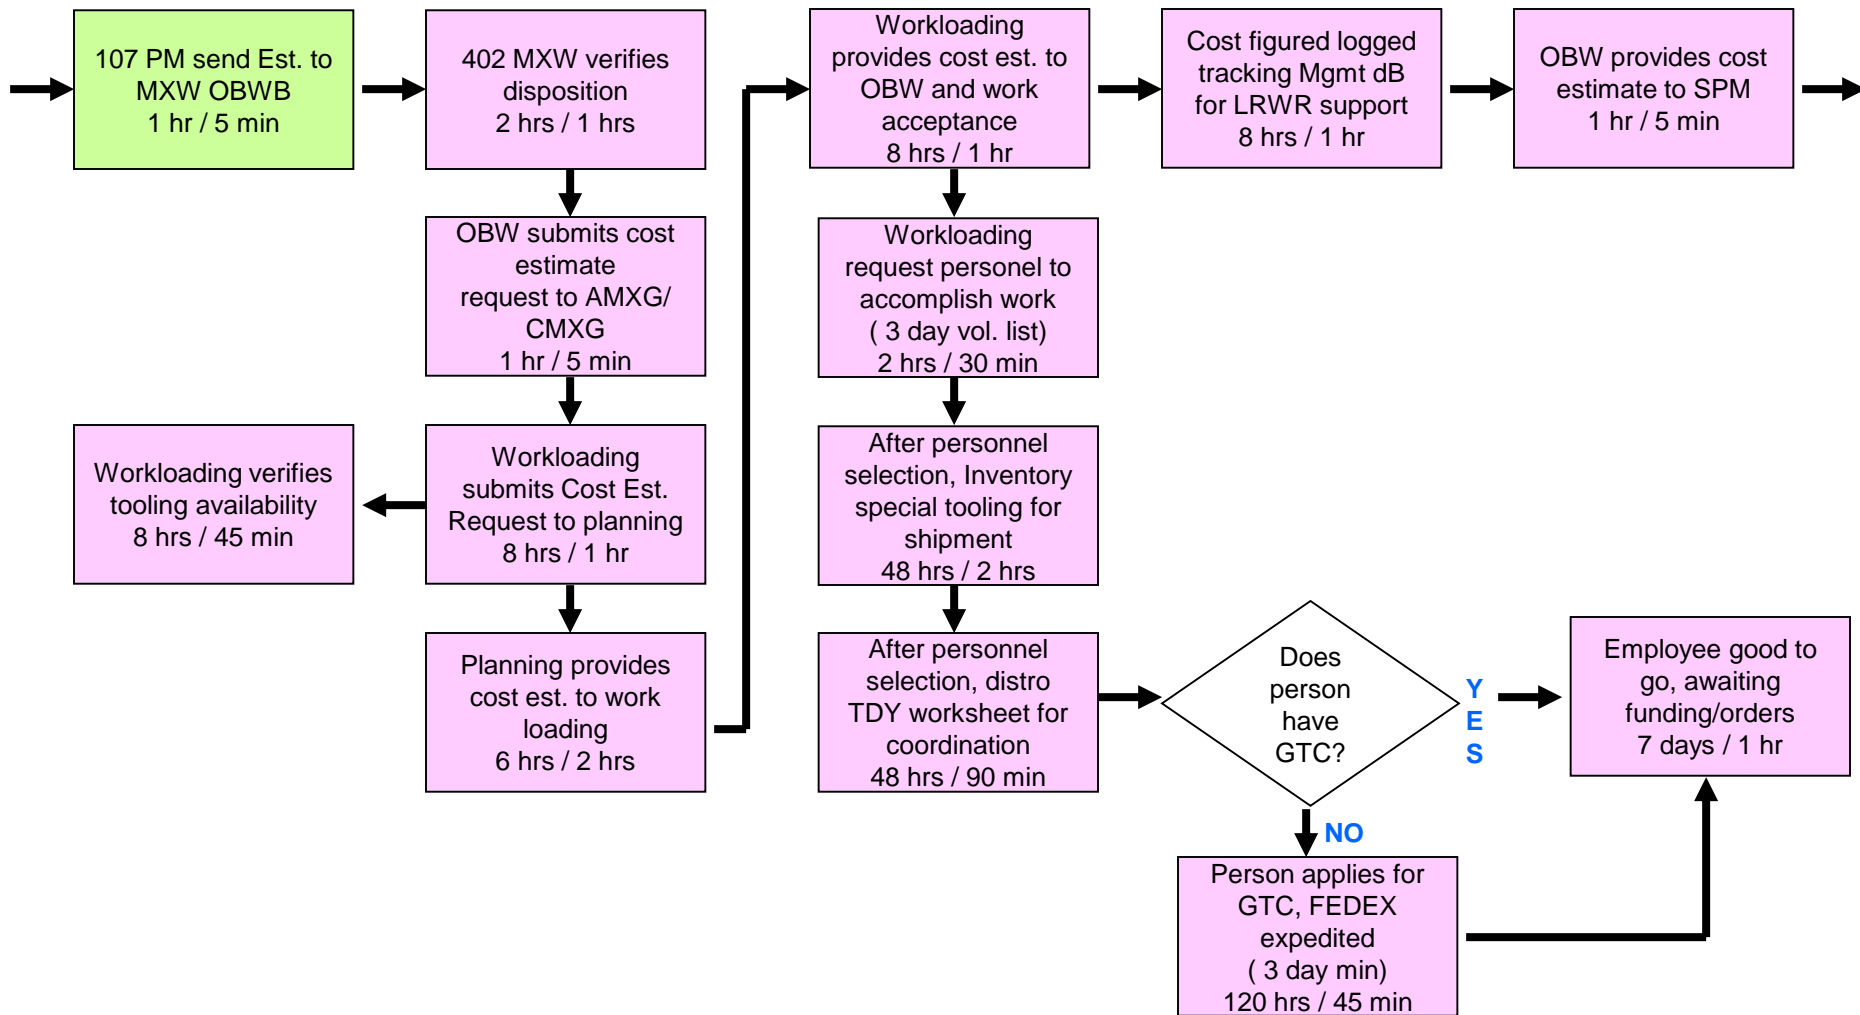 107 PM send Est. to
MXW OBWB
1 hr / 5 min
402 MXW verifies
disposition
2 hrs / 1 hrs
OBW submits cost
estimate
request to AMXG/
CMXG
1 hr / 5 min
Workloading
submits Cost Est.
Request to planning
8 hrs / 1 hr
Workloading verifies
tooling availability
8 hrs / 45 min
Planning provides
cost est. to work
loading
6 hrs / 2 hrs
Workloading
provides cost est. to
OBW and work
acceptance
8 hrs / 1 hr
Cost figured logged
tracking Mgmt dB
for LRWR support
8 hrs / 1 hr
OBW provides cost
estimate to SPM
1 hr / 5 min
Workloading
request personel to
accomplish work
( 3 day vol. list)
2 hrs / 30 min
After personnel
selection, Inventory
special tooling for
shipment
48 hrs / 2 hrs
After personnel
selection, distro
TDY worksheet for
coordination
48 hrs / 90 min
Does
person
have
GTC?
Y
E
S
Employee good to
go, awaiting
funding/orders
7 days / 1 hr
NO
Person applies for
GTC, FEDEX
expedited
( 3 day min)
120 hrs / 45 min